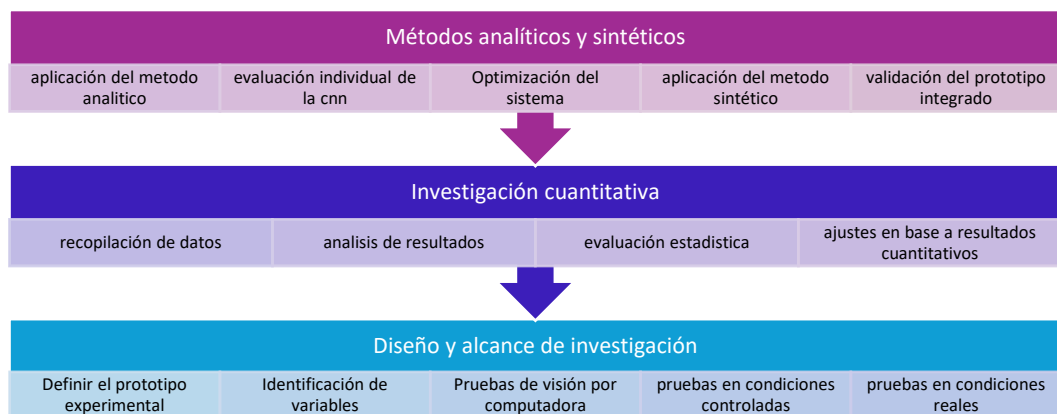 Métodos analíticos y sintéticos
aplicación del metodo
analitico
evaluación individual de
la cnn
Optimización del
sistema
aplicación del metodo
sintético
validación del prototipo
integrado
Investigación cuantitativa
recopilación de datos
analisis de resultados
evaluación estadistica
ajustes en base a resultados
cuantitativos
Diseño y alcance de investigación
Definir el prototipo
experimental
Identificación de
variables
Pruebas de visión por
computadora
pruebas en condiciones
controladas
pruebas en condiciones
reales